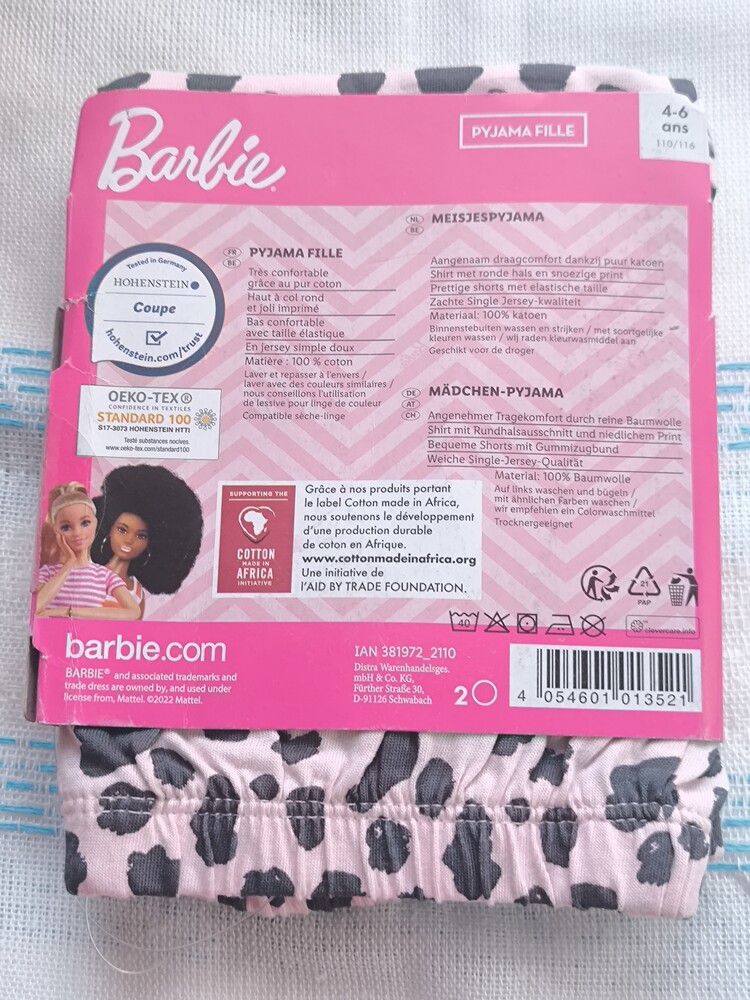 Barbie
PYJAMA FILLE
4-6
ans
110/116
Tested in Germany
HOHENSTEIN
Coupe
hohenstein.com/trust
OEKO-TEX®
CONFIDENCE IN TEXTILES
STANDARD 100
S17-3073 HOHENSTEIN HTTI
Testé substances nocives.
www.oeko-tex.com/standard100
FR
BE
PYJAMA FILLE
Très confortable
grâce au pur coton
Haut à col rond
et joli imprimé
Bas confortable
avec taille élastique
En jersey simple doux
Matière : 100 % coton
Laver et repasser à l'envers /
laver avec des couleurs similaires /
nous conseillons l'utilisation
de lessive pour linge de couleur
Compatible sèche-linge
NL
BE
MEISJESPYJAMA
Aangenaam draagcomfort dankzij puur katoen
Shirt met ronde hals en snoezige print
Prettige shorts met elastische taille
Zachte Single Jersey-kwaliteit
Materiaal: 100% katoen
Binnenstebuiten wassen en strijken / met soortgelijke
kleuren wassen / wij raden kleurwasmiddel aan
Geschikt voor de droger
DE
AT
CH
MÄDCHEN-PYJAMA
Angenehmer Tragekomfort durch reine Baumwolle
Shirt mit Rundhalsausschnitt und niedlichem Print
Bequeme Shorts mit Gummizugbund
Weiche Single-Jersey-Qualität
Material: 100% Baumwolle
Auf links waschen und bügeln /
mit ähnlichen Farben waschen /
wir empfehlen ein Colorwaschmittel
Trocknergeeignet
SUPPORTING THE
COTTON
MADE IN
AFRICA
INITIATIVE
Grâce à nos produits portant
le label Cotton made in Africa,
nous soutenons le développement
d'une production durable
de coton en Afrique.
www.cottonmadeinafrica.org
Une initiative de
l'AID BY TRADE FOUNDATION.
21
PAP
40
clevercare.info
barbie.com
BARBIE® and associated trademarks and
trade dress are owned by, and used under
license from, Mattel. ©2022 Mattel.
IAN 381972_2110
Distra Warenhandelsges.
mbH & Co. KG,
Fürther Straße 30,
D-91126 Schwabach
2
4 054601 013521